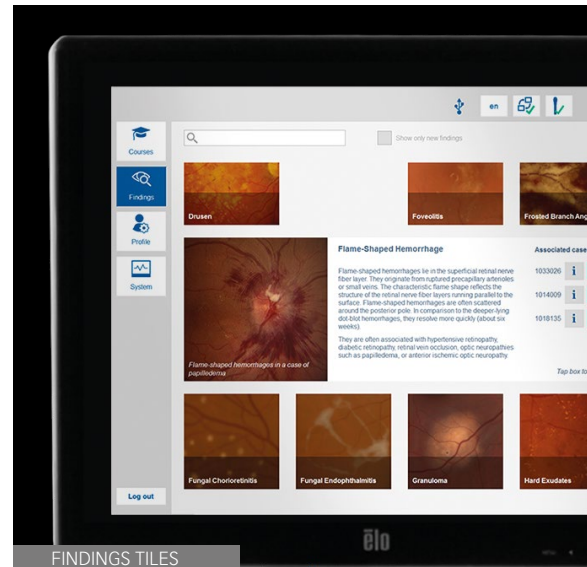 en
Show only new findings
Courses
Findings
Profile
System
Drusen
Foveolitis
Frosted Branch Ang
Flame-Shaped Hemorrhage
Flame-shaped hemorrhages lie in the superficial retinal nerve
fiber layer. They originate from ruptured precapillary arterioles
or small veins. The characteristic flame shape reflects the
structure of the retinal nerve fiber layers running parallel to the
surface. Flame-shaped hemorrhages are often scattered
around the posterior pole. In comparison to the deeper-lying
dot-blot hemorrhages, they resolve more quickly (about six
weeks).
They are often associated with hypertensive retinopathy,
diabetic retinopathy, retinal vein occlusion, optic neuropathies
such as papilledema, or anterior ischemic optic neuropathy.
Associated case
1033026 i
1014009 i
1018135 i
Tap box to
Flame-shaped hemorrhages in a case of
papilledema
Fungal Chorioretinitis
Fungal Endophthalmitis
Granuloma
Hard Exudates
Log out
ēlo
MENU
FINDINGS TILES